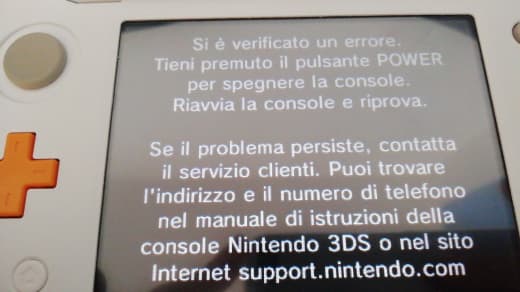 Si è verificato un errore.
Tieni premuto il pulsante POWER
per spegnere la console.
Riavvia la console e riprova.
Se il problema persiste, contatta
il servizio clienti. Puoi trovare
l'indirizzo e il numero di telefono
nel manuale di istruzioni della
console Nintendo 3DS o nel sito
Internet support.nintendo.com